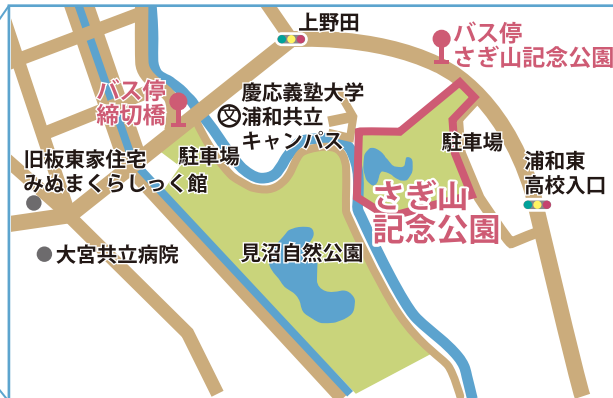 上野田
バス停
さぎ山記念公園
バス停
締切橋
慶応義塾大学
浦和共立
キャンパス
文
駐車場
駐車場
旧坂東家住宅
みぬまくらしっく館
浦和東
高校入口
さぎ山
記念公園
大宮共立病院
見沼自然公園